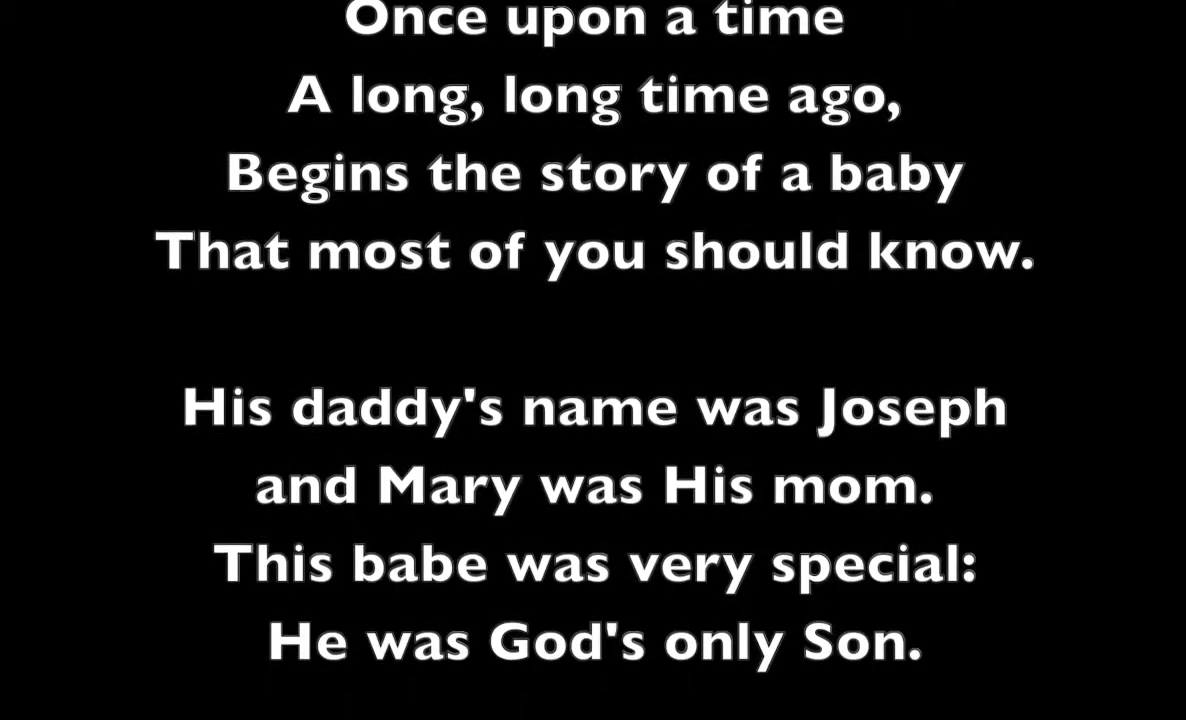 Once upon a time
A long, long time ago,
Begins the story of a baby
That most of you should know.
His daddy's name was Joseph
and Mary was His mom.
This babe was very special:
He was God's only Son.